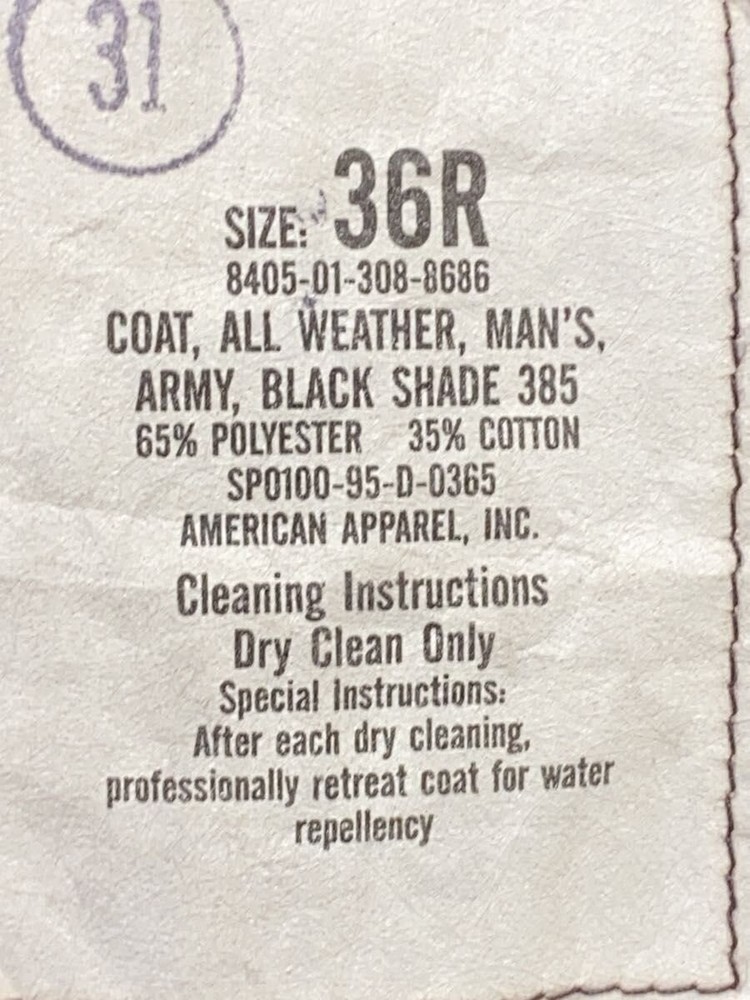 31
SIZE: 36R
8405-01-308-8686
COAT, ALL WEATHER, MAN'S,
ARMY, BLACK SHADE 385
65% POLYESTER 35% COTTON
SPO100-95-D-0365
AMERICAN APPAREL, INC.
Cleaning Instructions
Dry Clean Only
Special Instructions:
After each dry cleaning,
professionally retreat coat for water
repellency